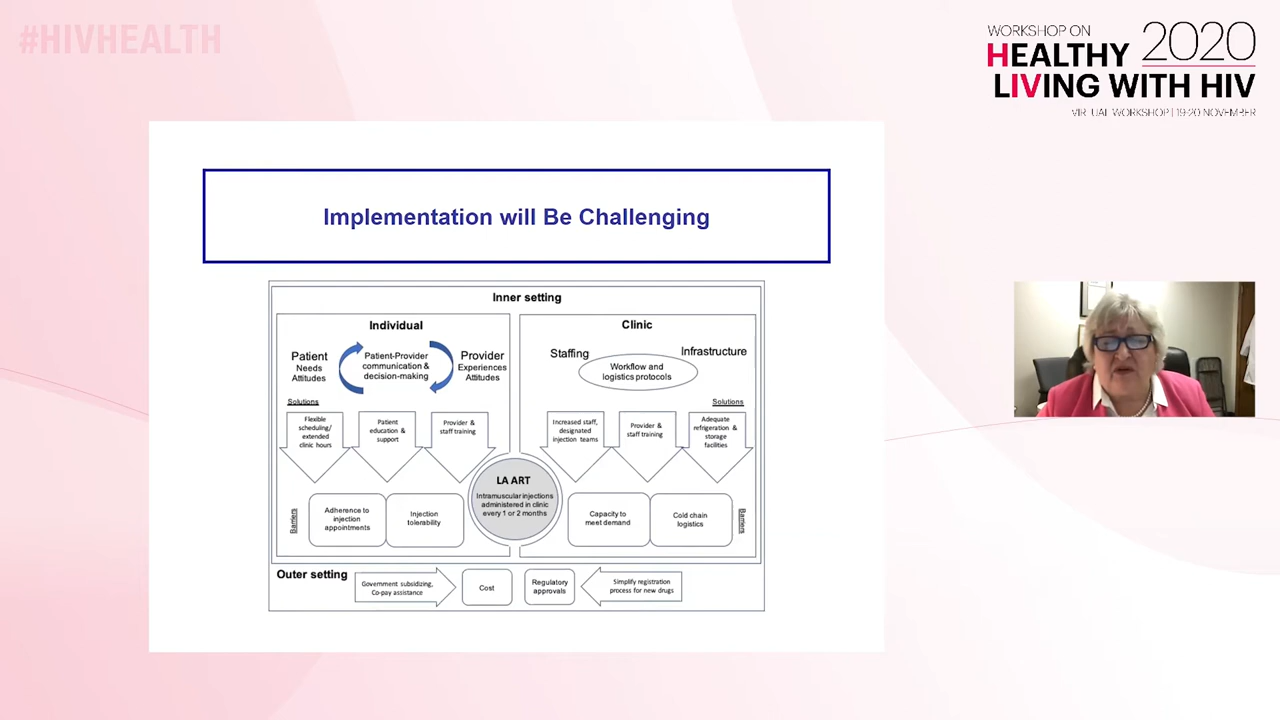 #HIVHEALTH
WORKSHOP ON
HEALTHY
2020
LIVING WITH HIV
VIRTUAL WORKSHOP | 19-20 NOVEMBER
Implementation will Be Challenging
Inner setting
Individual
Patient
Needs
Attitudes
Patient-Provider
communication &
decision-making
Provider
Experiences
Attitudes
Solutions
Flexible
scheduling/
extended
clinic hours
Patient
education &
support
Provider &
staff training
Barriers
Adherence to
injection
appointments
Injection
tolerability
LA ART
Intramuscular injections
administered in clinic
every 1 or 2 months
Clinic
Staffing
Infrastructure
Workflow and
logistics protocols
Solutions
Increased staff,
designated
injection teams
Provider &
staff training
Adequate
refrigeration &
storage
facilities
Capacity to
meet demand
Cold chain
logistics
Barriers
Outer setting
Government subsidizing,
Co-pay assistance
Cost
Regulatory
approvals
Simplify registration
process for new drugs